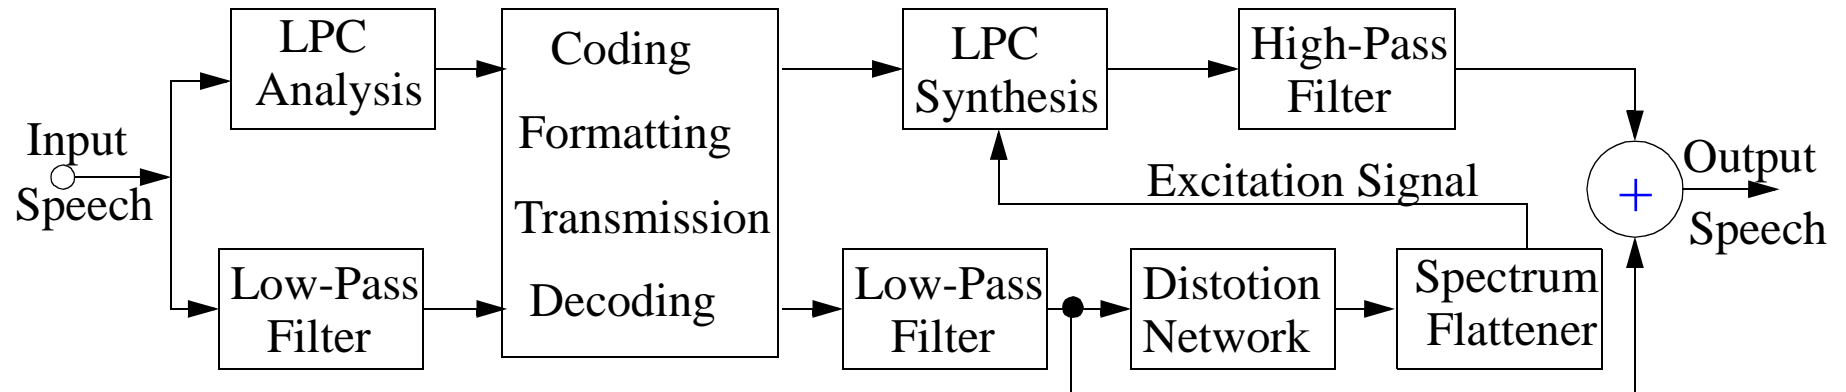 LPC
Analysis
Coding
Formatting
Transmission
Decoding
LPC
Synthesis
High-Pass
Filter
Input
Speech
Excitation Signal
+
Output
Speech
Low-Pass
Filter
Low-Pass
Filter
Distotion
Network
Spectrum
Flattener